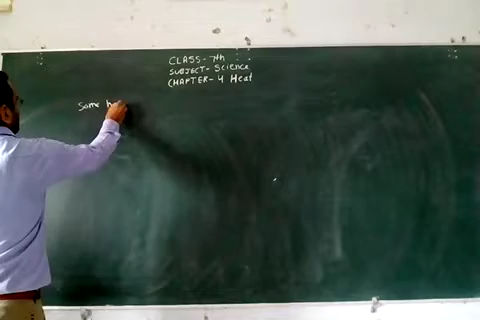 CLASS- 7th
SUBJECT- Science
CHAPTER- 4 Heat
Some